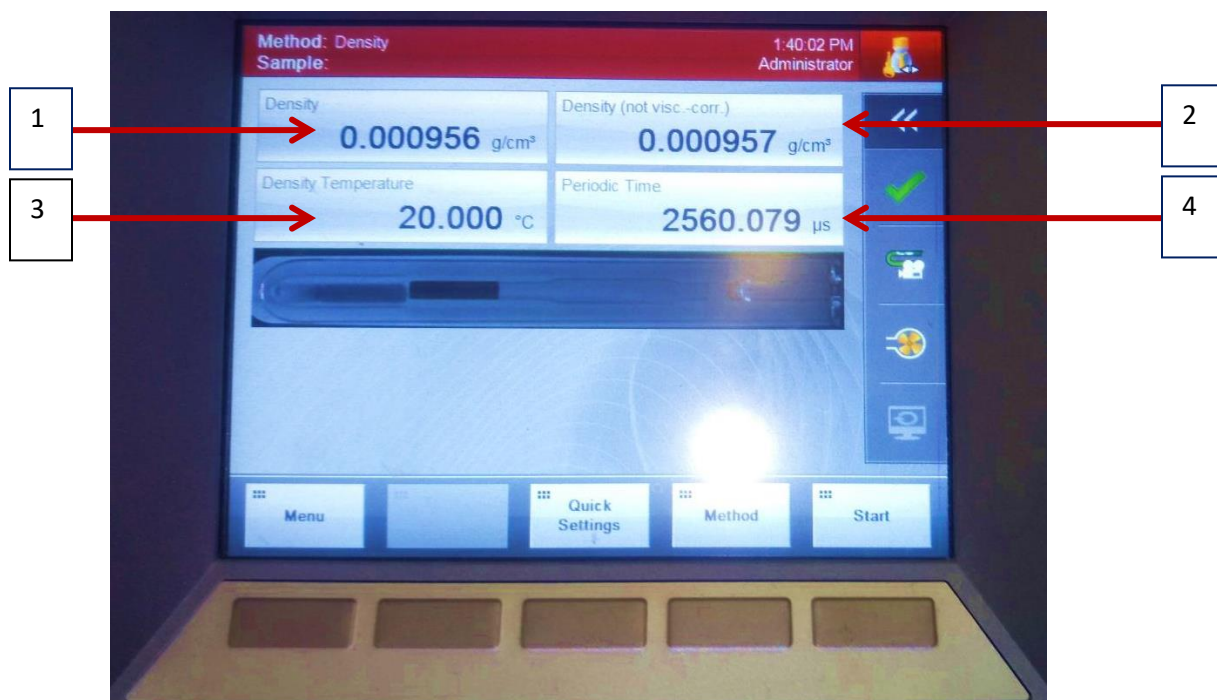 Method: Density
1:40:02 PM
Sample:
Administrator
1
2
Density
Density (not visc.-corr.)
0.000956 g/cm³
0.000957 g/cm³
3
4
Density Temperature
Periodic Time
20.000 °C
2560.079 µs
Menu
Quick
Settings
Method
Start